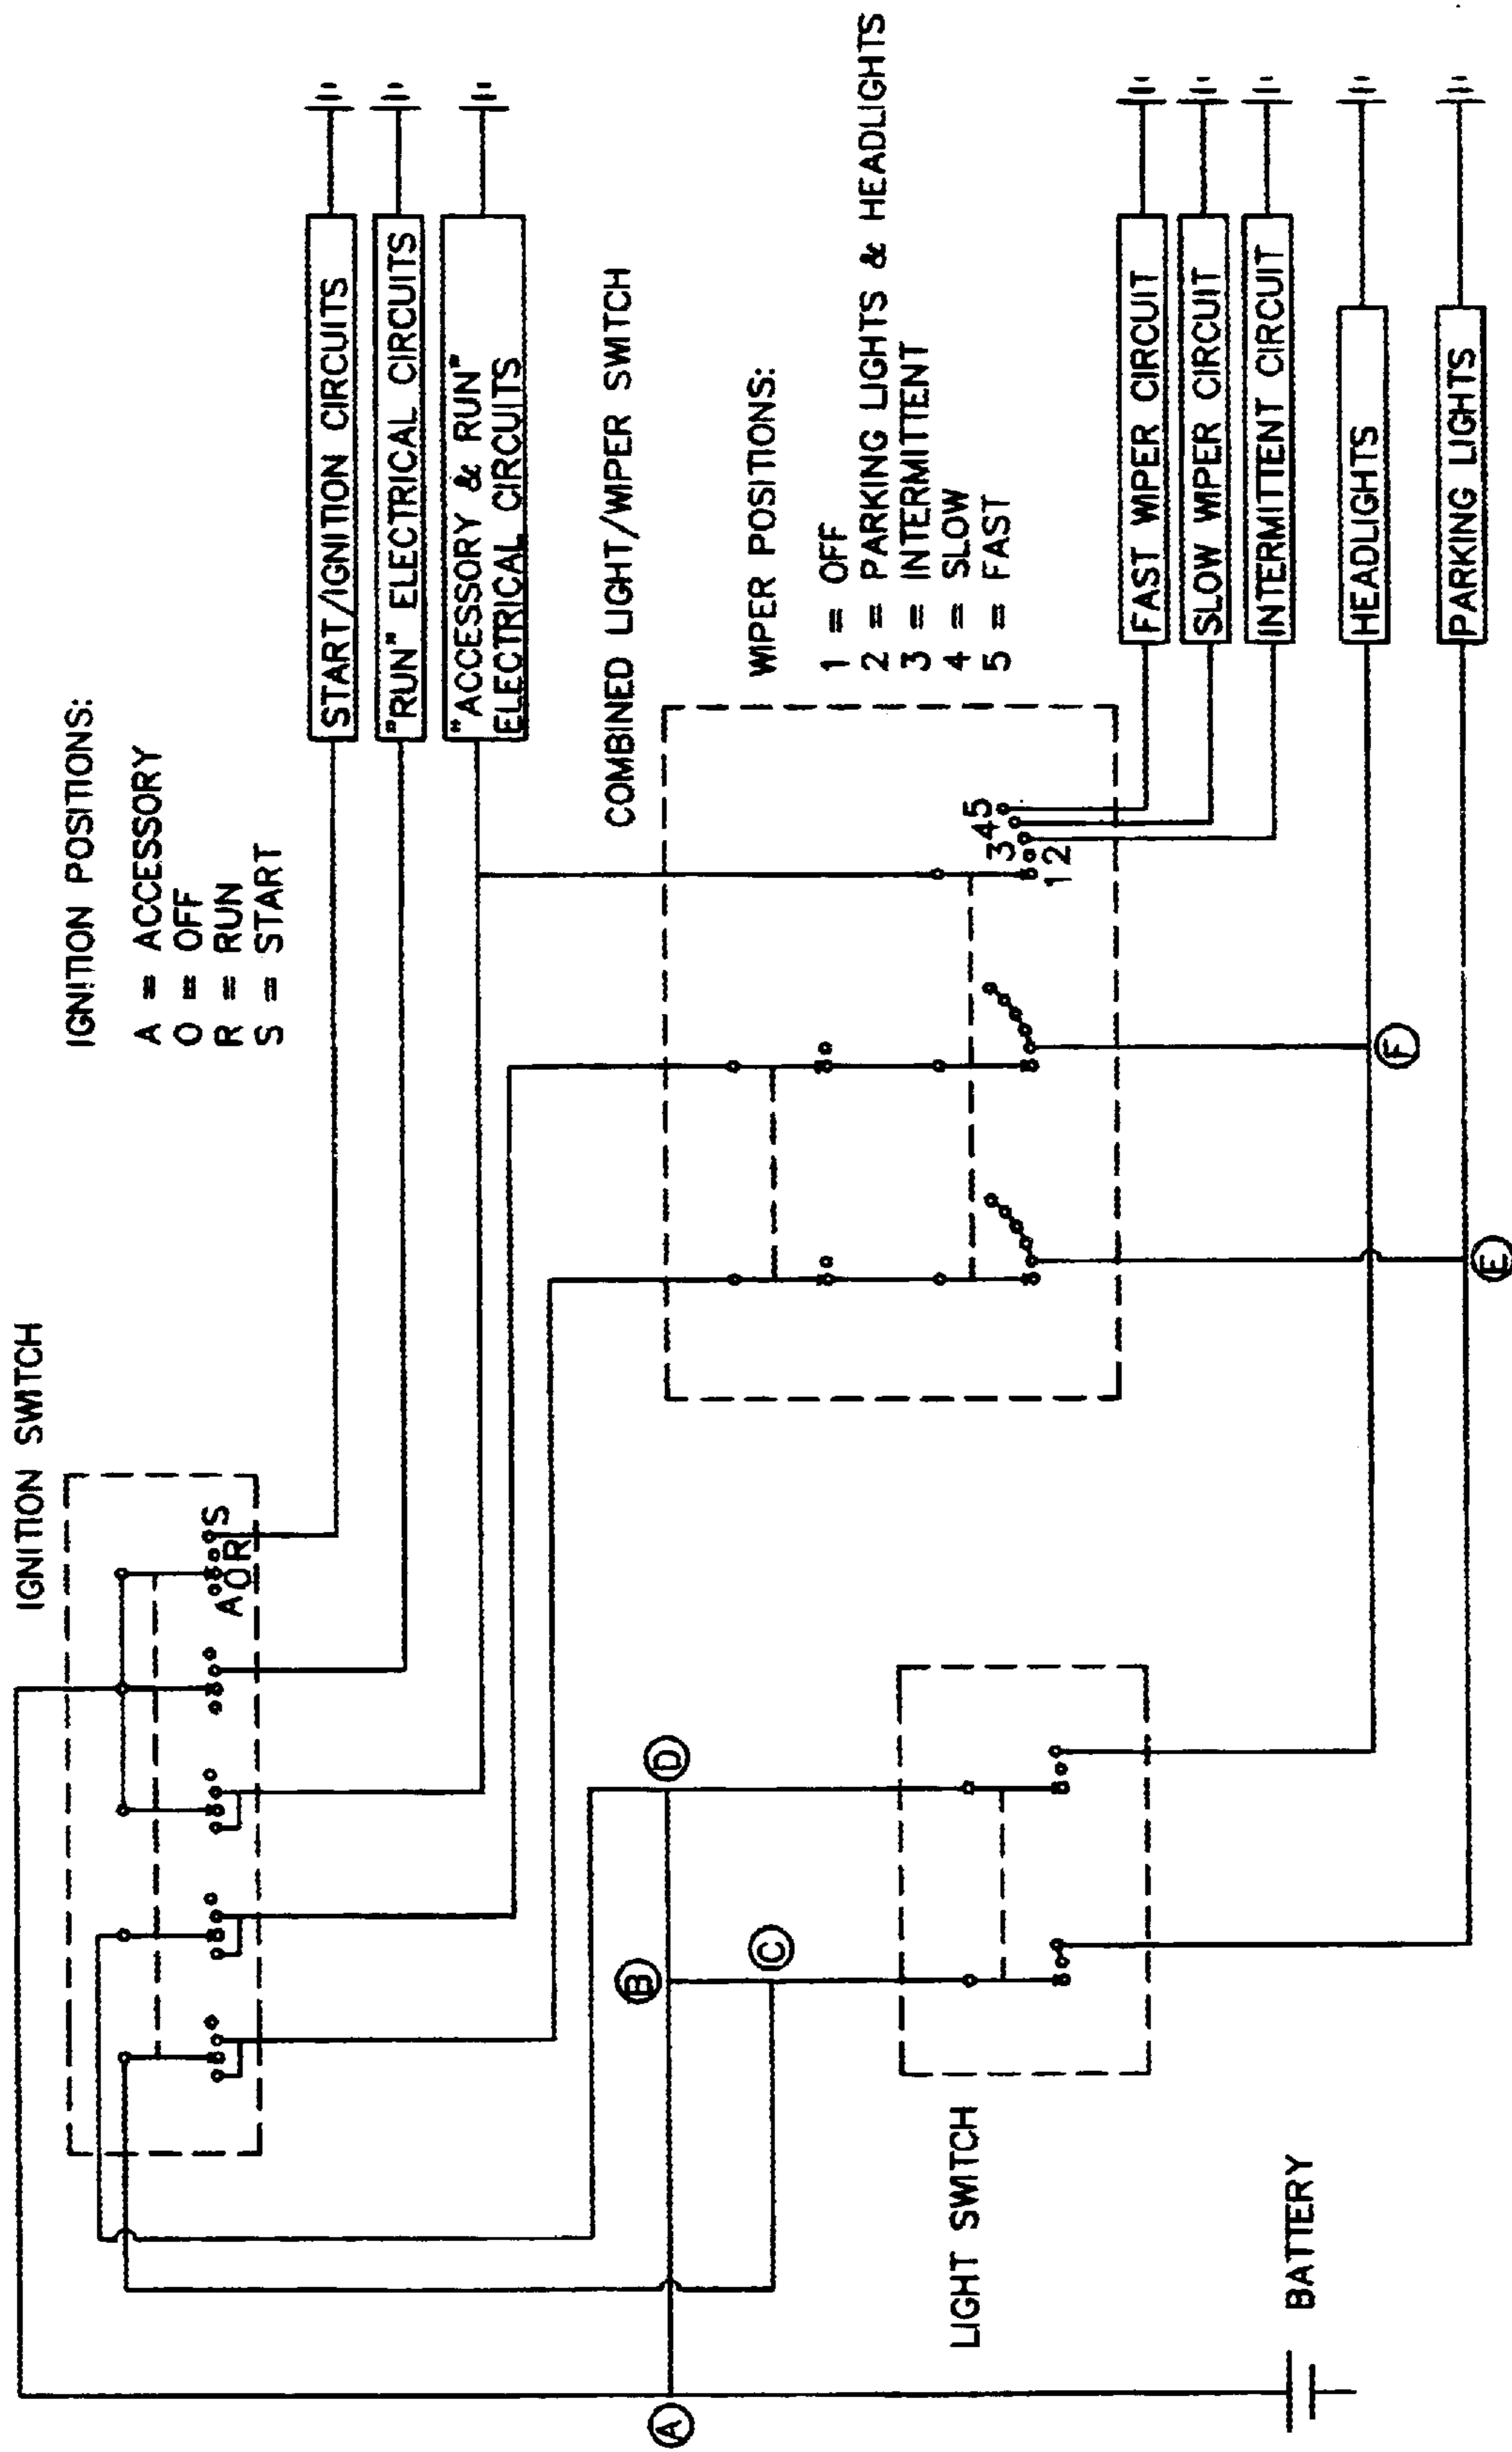 IGNITION SWITCH
A O R S
IGNITION POSITIONS:
A = ACCESSORY
O = OFF
R = RUN
S = START
START/IGNITION CIRCUITS
"RUN" ELECTRICAL CIRCUITS
"ACCESSORY & RUN"
ELECTRICAL CIRCUITS
COMBINED LIGHT/WIPER SWITCH
WIPER POSITIONS:
1 = OFF
2 = PARKING LIGHTS & HEADLIGHTS
3 = INTERMITTENT
4 = SLOW
5 = FAST
1 2 3 4 5
A
B
C
D
LIGHT SWITCH
BATTERY
E
F
FAST WIPER CIRCUIT
SLOW WIPER CIRCUIT
INTERMITTENT CIRCUIT
HEADLIGHTS
PARKING LIGHTS